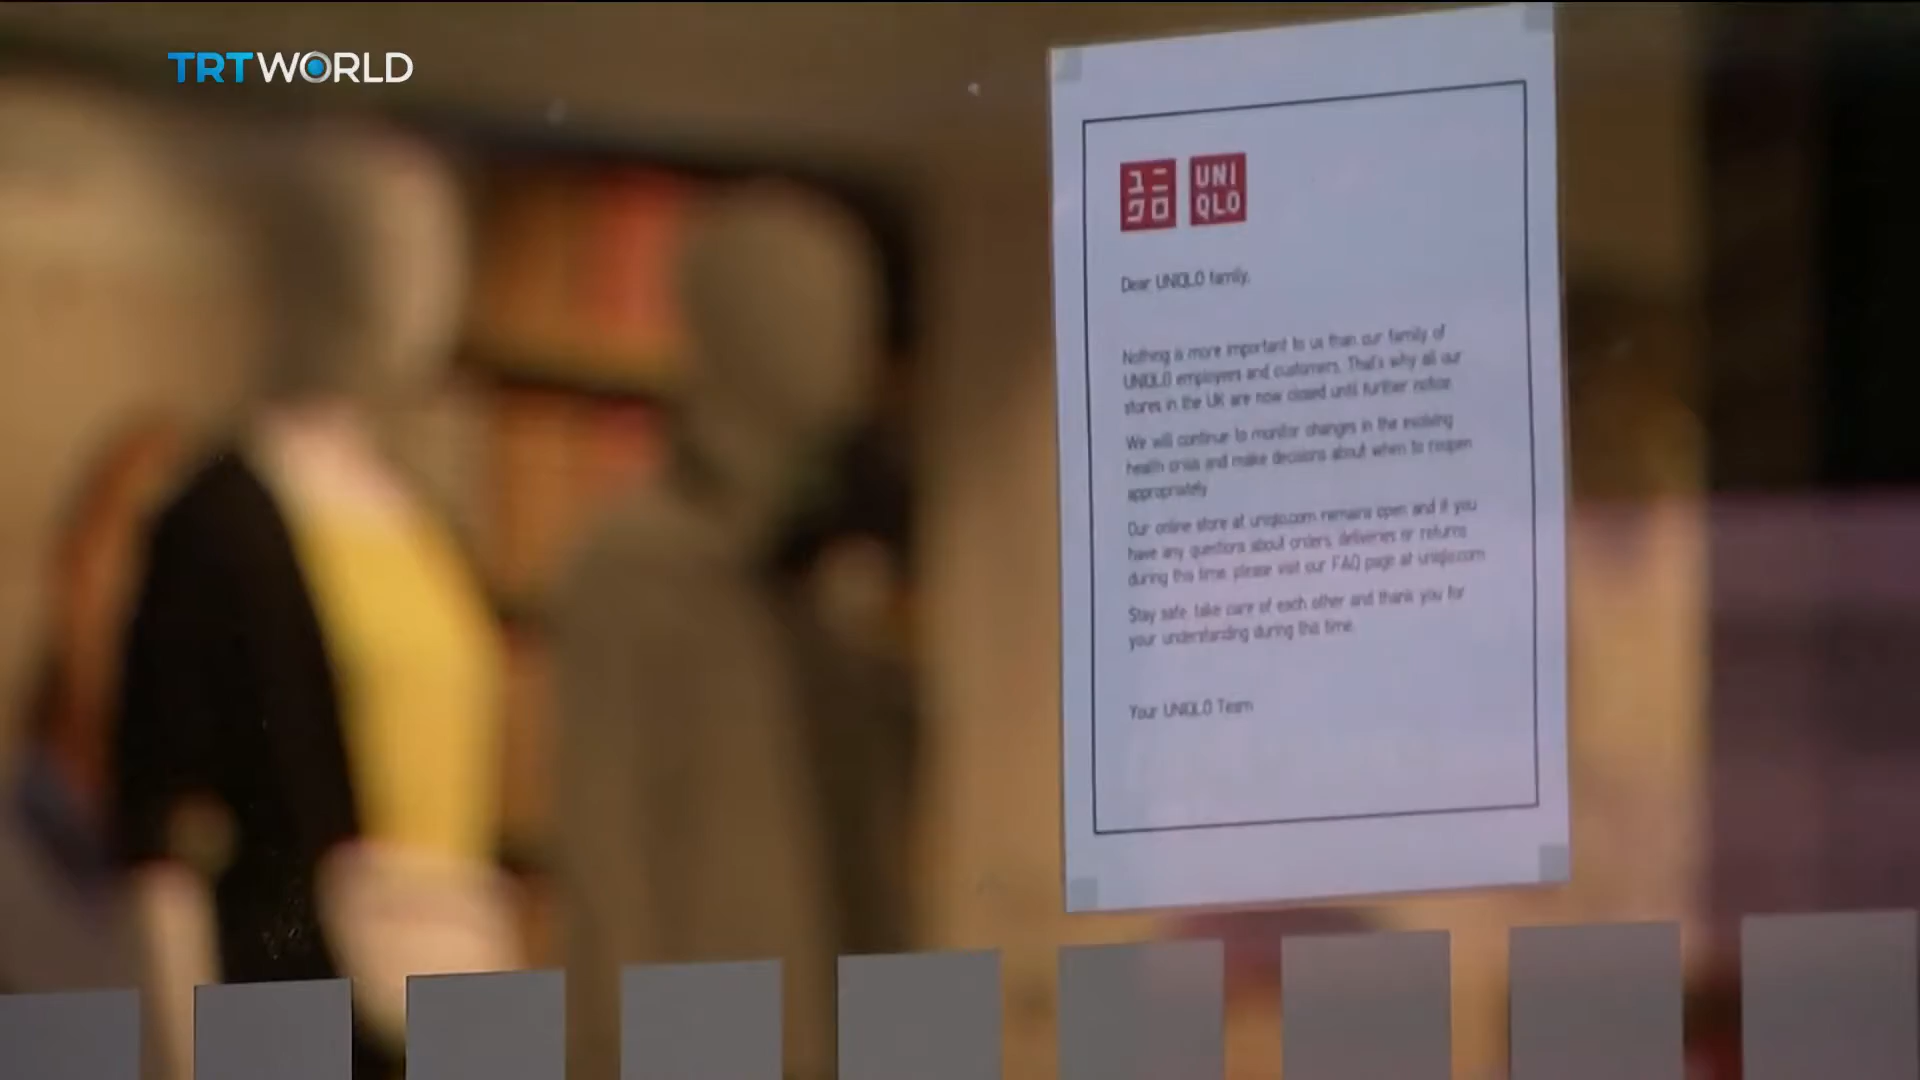 TRT WORLD
ユニ
クロ
UNI
QLO
Dear UNIQLO family,
Nothing is more important to us than our family of
UNIQLO employees and customers. That's why all our
stores in the UK are now closed until further notice.
We will continue to monitor changes in the evolving
health crisis and make decisions about when to reopen
appropriately.
Our online store at uniqlo.com remains open and if you
have any questions about orders, deliveries or returns
during this time, please visit our FAQ page at uniqlo.com
Stay safe, take care of each other and thank you for
your understanding during this time.
Your UNIQLO Team